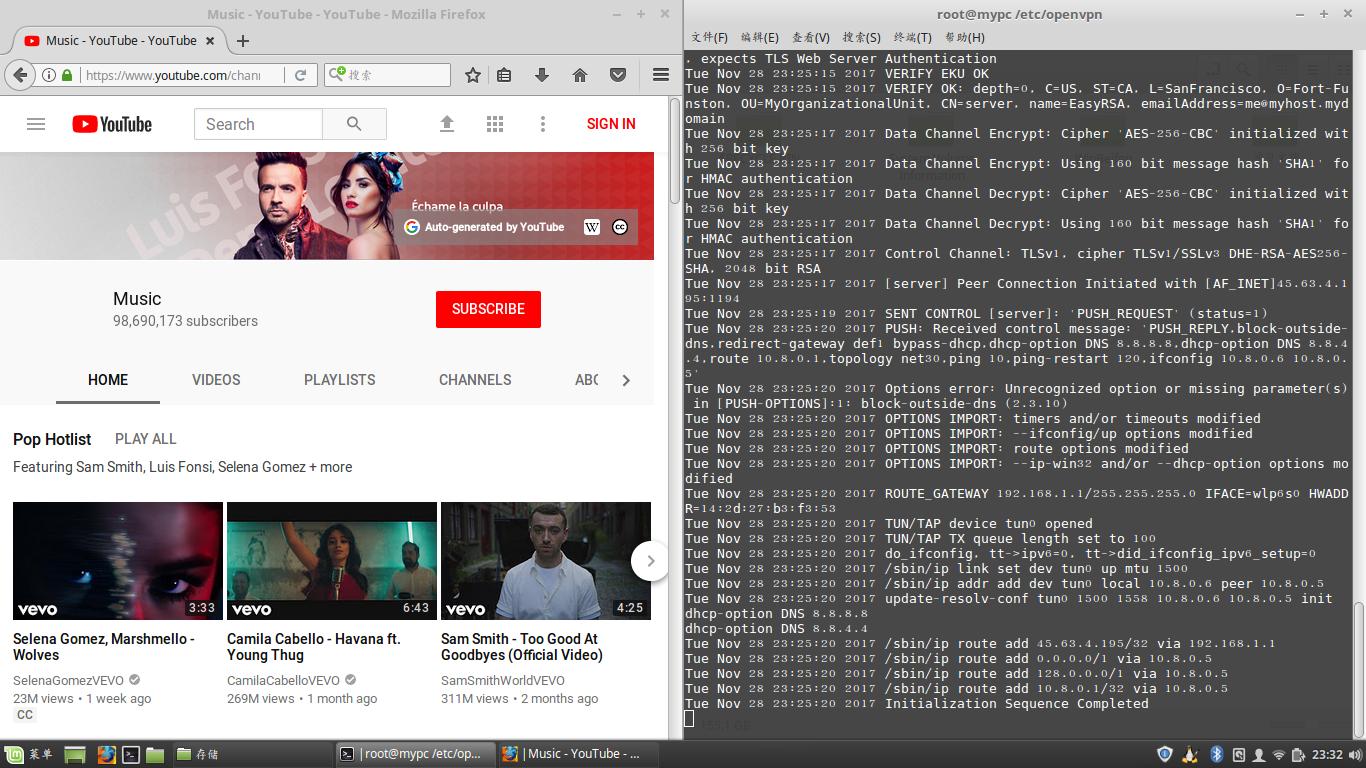 Music - YouTube - YouTube - Mozilla Firefox
Music - YouTube - YouTube
https://www.youtube.com/chan
搜索
YouTube
Search
SIGN IN
Luis Fo
Échame la culpa
Auto-generated by YouTube
W
cc
Music
98,690,173 subscribers
SUBSCRIBE
HOME
VIDEOS
PLAYLISTS
CHANNELS
ABO
Pop Hotlist
PLAY ALL
Featuring Sam Smith, Luis Fonsi, Selena Gomez + more
vevo
3:33
vevo
6:43
vevo
4:25
Selena Gomez, Marshmello -
Wolves
SelenaGomezVEVO
23M views • 1 week ago
CC
Camila Cabello - Havana ft.
Young Thug
CamilaCabelloVEVO
269M views • 1 month ago
Sam Smith - Too Good At
Goodbyes (Official Video)
SamSmithWorldVEVO
311M views • 2 months ago
root@mypc /etc/openvpn
文件(F) 编辑(E) 查看(V) 搜索(S) 终端(T) 帮助(H)
, expects TLS Web Server Authentication
Tue Nov 28 23:25:15 2017 VERIFY EKU OK
Tue Nov 28 23:25:15 2017 VERIFY OK: depth=0, C=US, ST=CA, L=SanFrancisco, O=Fort-Fu
nston, OU=MyOrganizationalUnit, CN=server, name=EasyRSA, emailAddress=me@myhost.myd
omain
Tue Nov 28 23:25:17 2017 Data Channel Encrypt: Cipher 'AES-256-CBC' initialized wit
h 256 bit key
Tue Nov 28 23:25:17 2017 Data Channel Encrypt: Using 160 bit message hash 'SHA1' fo
r HMAC authentication
Tue Nov 28 23:25:17 2017 Data Channel Decrypt: Cipher 'AES-256-CBC' initialized wit
h 256 bit key
Tue Nov 28 23:25:17 2017 Data Channel Decrypt: Using 160 bit message hash 'SHA1' fo
r HMAC authentication
Tue Nov 28 23:25:17 2017 Control Channel: TLSv1, cipher TLSv1/SSLv3 DHE-RSA-AES256-
SHA, 2048 bit RSA
Tue Nov 28 23:25:17 2017 [server] Peer Connection Initiated with [AF_INET]45.63.4.1
95:1194
Tue Nov 28 23:25:19 2017 SENT CONTROL [server]: 'PUSH_REQUEST' (status=1)
Tue Nov 28 23:25:20 2017 PUSH: Received control message: 'PUSH_REPLY,block-outside-
dns,redirect-gateway def1 bypass-dhcp,dhcp-option DNS 8.8.8.8,dhcp-option DNS 8.8.4
.4,route 10.8.0.1,topology net30,ping 10,ping-restart 120,ifconfig 10.8.0.6 10.8.0.
5'
Tue Nov 28 23:25:20 2017 Options error: Unrecognized option or missing parameter(s)
in [PUSH-OPTIONS]:1: block-outside-dns (2.3.10)
Tue Nov 28 23:25:20 2017 OPTIONS IMPORT: timers and/or timeouts modified
Tue Nov 28 23:25:20 2017 OPTIONS IMPORT: --ifconfig/up options modified
Tue Nov 28 23:25:20 2017 OPTIONS IMPORT: route options modified
Tue Nov 28 23:25:20 2017 OPTIONS IMPORT: --ip-win32 and/or --dhcp-option options mo
dified
Tue Nov 28 23:25:20 2017 ROUTE_GATEWAY 192.168.1.1/255.255.255.0 IFACE=wlp6s0 HWADD
R=14:2d:27:b3:f3:53
Tue Nov 28 23:25:20 2017 TUN/TAP device tun0 opened
Tue Nov 28 23:25:20 2017 TUN/TAP TX queue length set to 100
Tue Nov 28 23:25:20 2017 do_ifconfig, tt->ipv6=0, tt->did_ifconfig_ipv6_setup=0
Tue Nov 28 23:25:20 2017 /sbin/ip link set dev tun0 up mtu 1500
Tue Nov 28 23:25:20 2017 /sbin/ip addr add dev tun0 local 10.8.0.6 peer 10.8.0.5
Tue Nov 28 23:25:20 2017 update-resolv-conf tun0 1500 1558 10.8.0.6 10.8.0.5 init
dhcp-option DNS 8.8.8.8
dhcp-option DNS 8.8.4.4
Tue Nov 28 23:25:20 2017 /sbin/ip route add 45.63.4.195/32 via 192.168.1.1
Tue Nov 28 23:25:20 2017 /sbin/ip route add 0.0.0.0/1 via 10.8.0.5
Tue Nov 28 23:25:20 2017 /sbin/ip route add 128.0.0.0/1 via 10.8.0.5
Tue Nov 28 23:25:20 2017 /sbin/ip route add 10.8.0.1/32 via 10.8.0.5
Tue Nov 28 23:25:20 2017 Initialization Sequence Completed
菜单
存储
root@mypc /etc/op...
Music - YouTube - ...
23:32